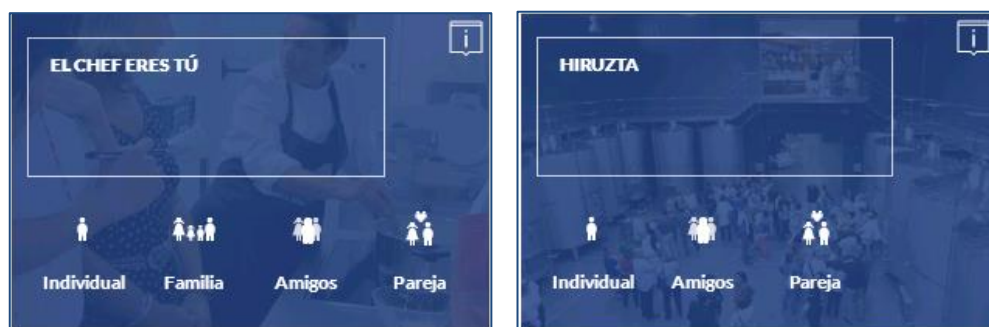 EL CHEF ERES TÚ
Individual Familia Amigos Pareja
HIRUZTA
Individual Amigos Pareja